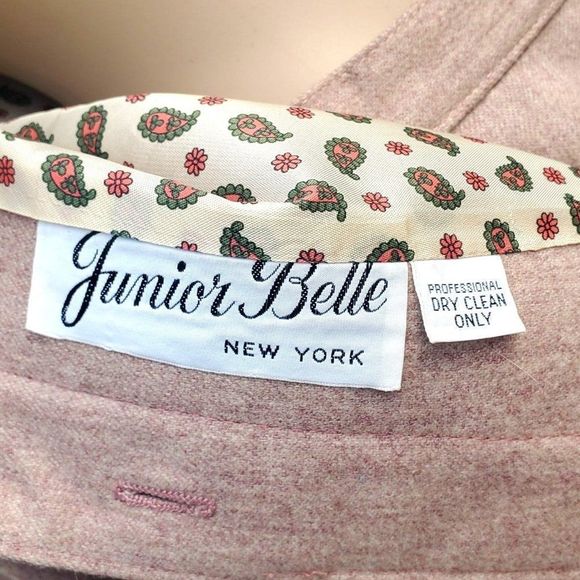 Junior Belle
NEW YORK
PROFESSIONAL
DRY CLEAN
ONLY